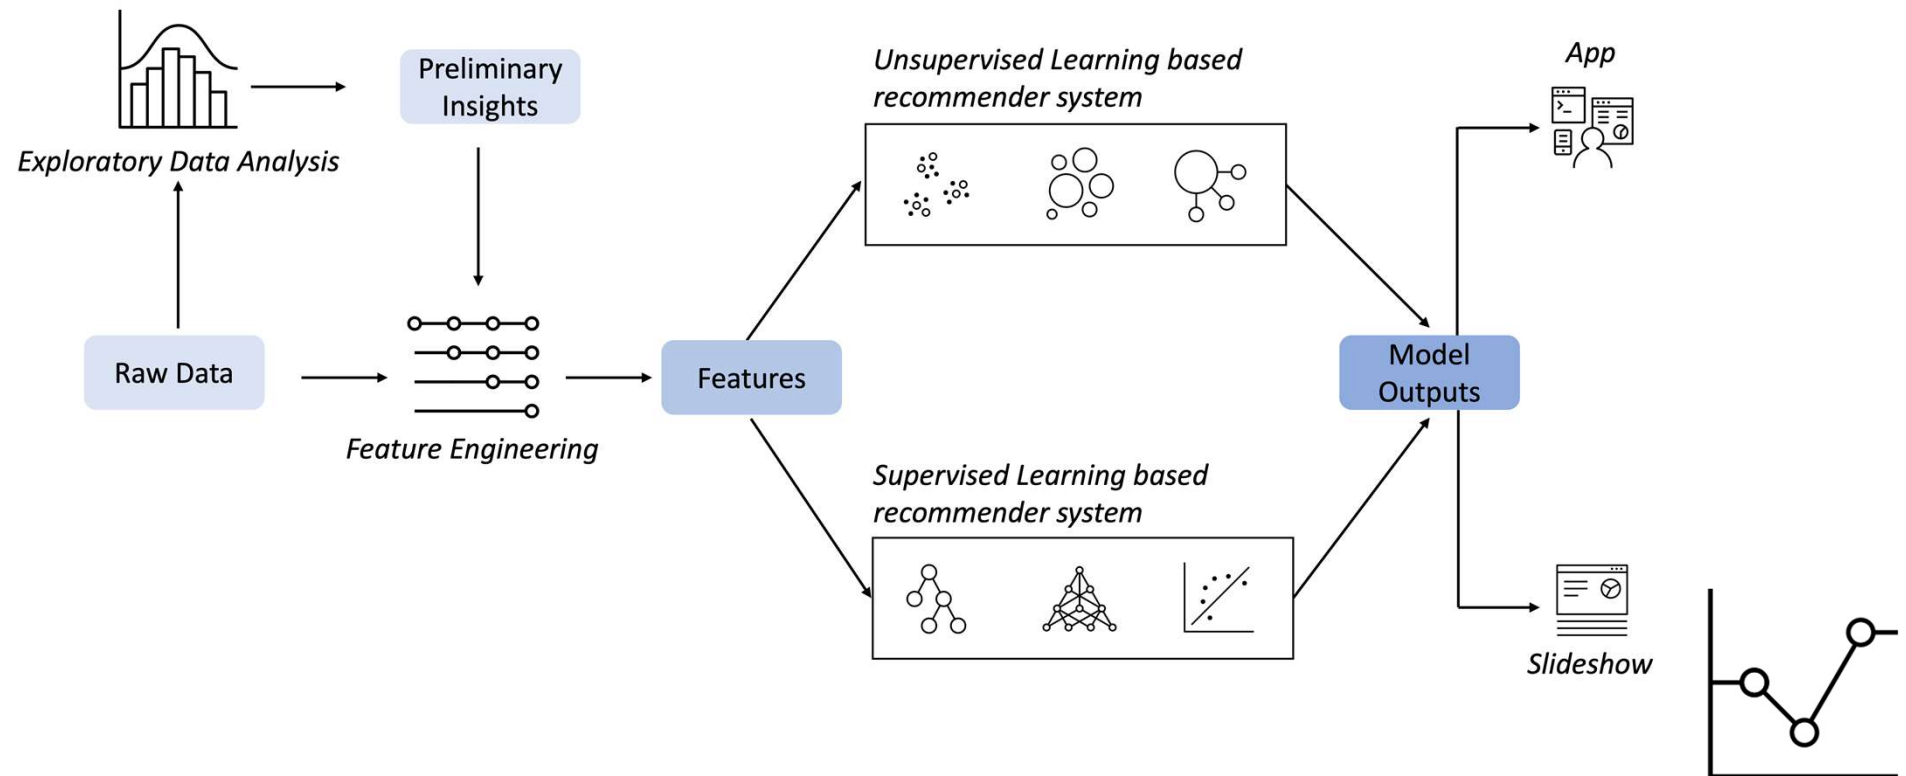 Preliminary
Insights
Exploratory Data Analysis
Raw Data
Feature Engineering
Features
Unsupervised Learning based
recommender system
Supervised Learning based
recommender system
Model
Outputs
App
Slideshow